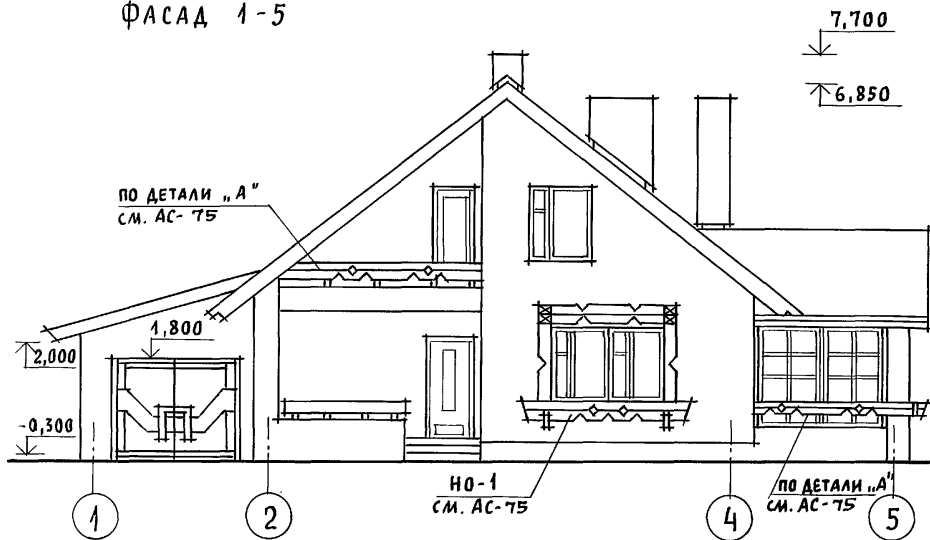 ФАСАД 1-5
7,700
6,850
ПО ДЕТАЛИ „А"
СМ. АС-75
1,800
2,000
-0,300
НО-1
СМ. АС-75
ПО ДЕТАЛИ „А"
СМ. АС-75
1
2
4
5